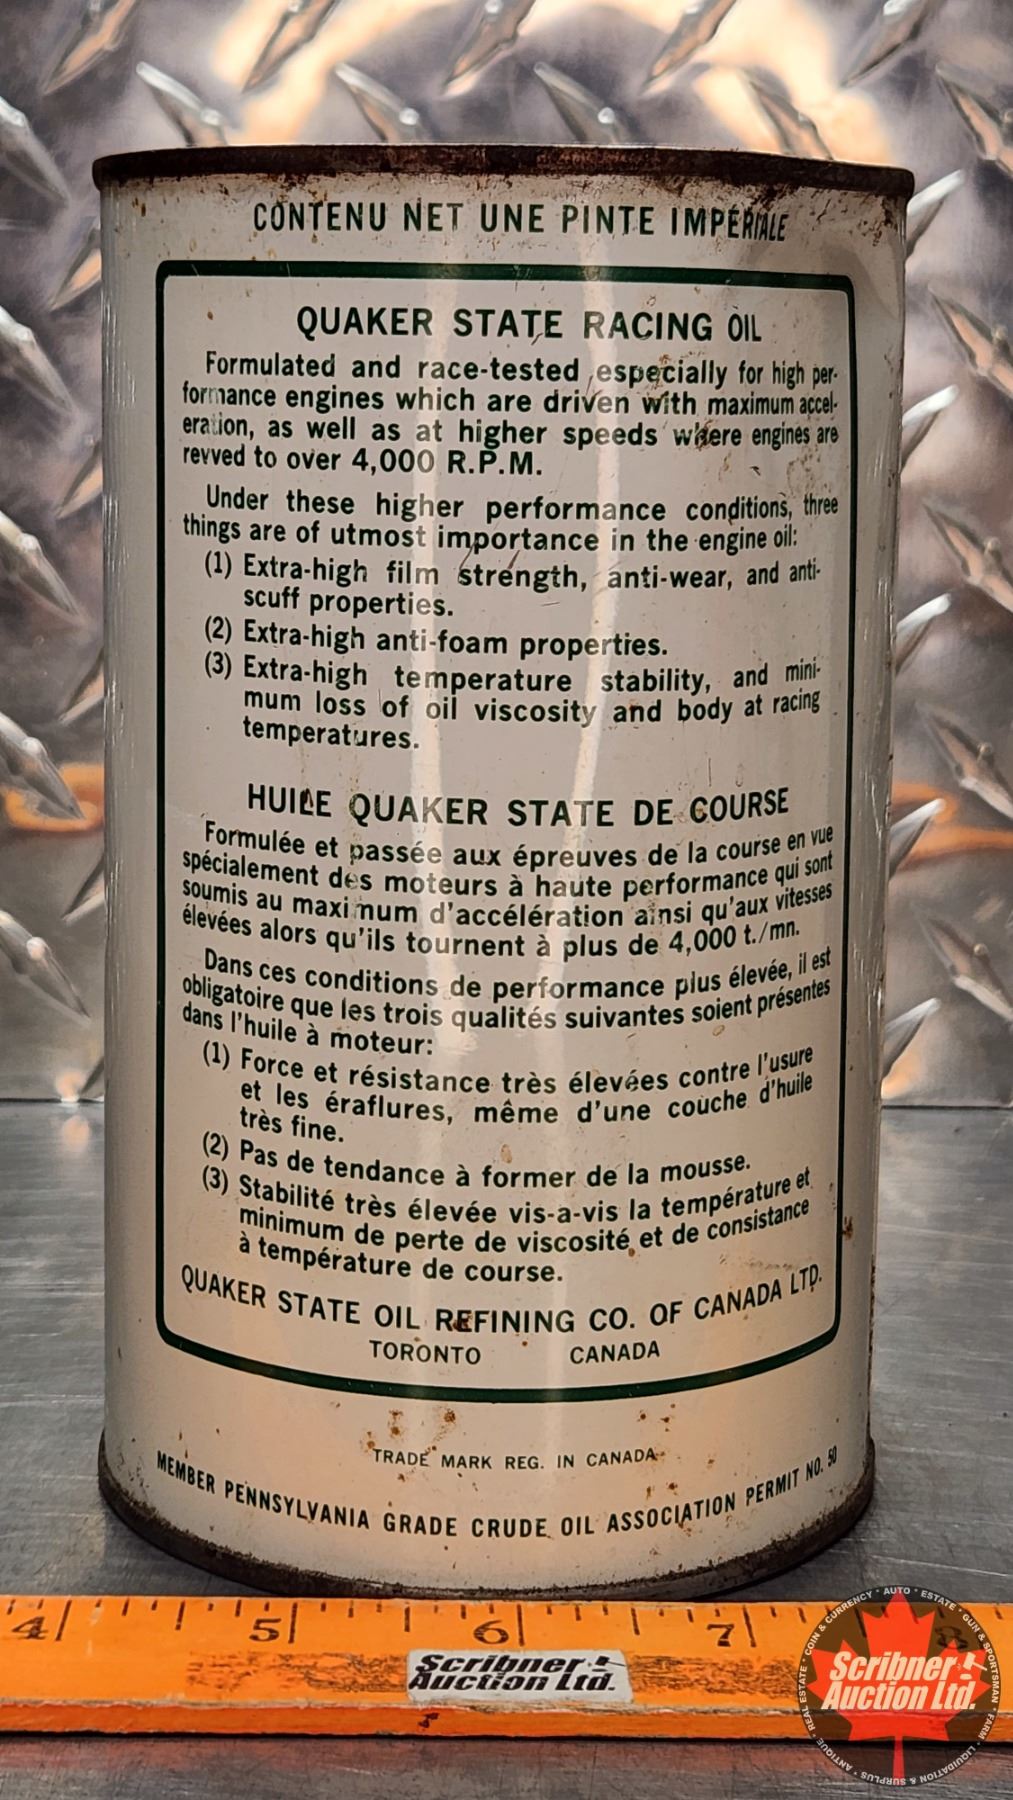 CONTENU NET UNE PINTE IMPÉRIALE
QUAKER STATE RACING OIL
Formulated and race-tested especially for high per-
formance engines which are driven with maximum accel-
eration, as well as at higher speeds where engines are
revved to over 4,000 R.P.M.
Under these higher performance conditions, three
things are of utmost importance in the engine oil:
(1) Extra-high film strength, anti-wear, and anti-
scuff properties.
(2) Extra-high anti-foam properties.
(3) Extra-high temperature stability, and mini-
mum loss of oil viscosity and body at racing
temperatures.
HUILE QUAKER STATE DE COURSE
Formulée et passée aux épreuves de la course en vue
spécialement des moteurs à haute performance qui sont
soumis au maximum d'accélération ainsi qu'aux vitesses
élevées alors qu'ils tournent à plus de 4,000 t./mn.
Dans ces conditions de performance plus élevée, il est
obligatoire que les trois qualités suivantes soient présentes
dans l'huile à moteur:
(1) Force et résistance très élevées contre l'usure
et les éraflures, même d'une couche d'huile
très fine.
(2) Pas de tendance à former de la mousse.
(3) Stabilité très élevée vis-a-vis la température et
minimum de perte de viscosité et de consistance
à température de course.
QUAKER STATE OIL REFINING CO. OF CANADA LTD.
TORONTO CANADA
TRADE MARK REG. IN CANADA
MEMBER PENNSYLVANIA GRADE CRUDE OIL ASSOCIATION PERMIT NO. 50
4 5 6 7 8
Scribner
Auction Ltd.
COIN & CURRENCY * AUTO * ESTATE * GUN & SPORTSMAN * FARM * LIQUIDATION & SURPLUS * ANTIQUE * REAL ESTATE *
Scribner
Auction Ltd.